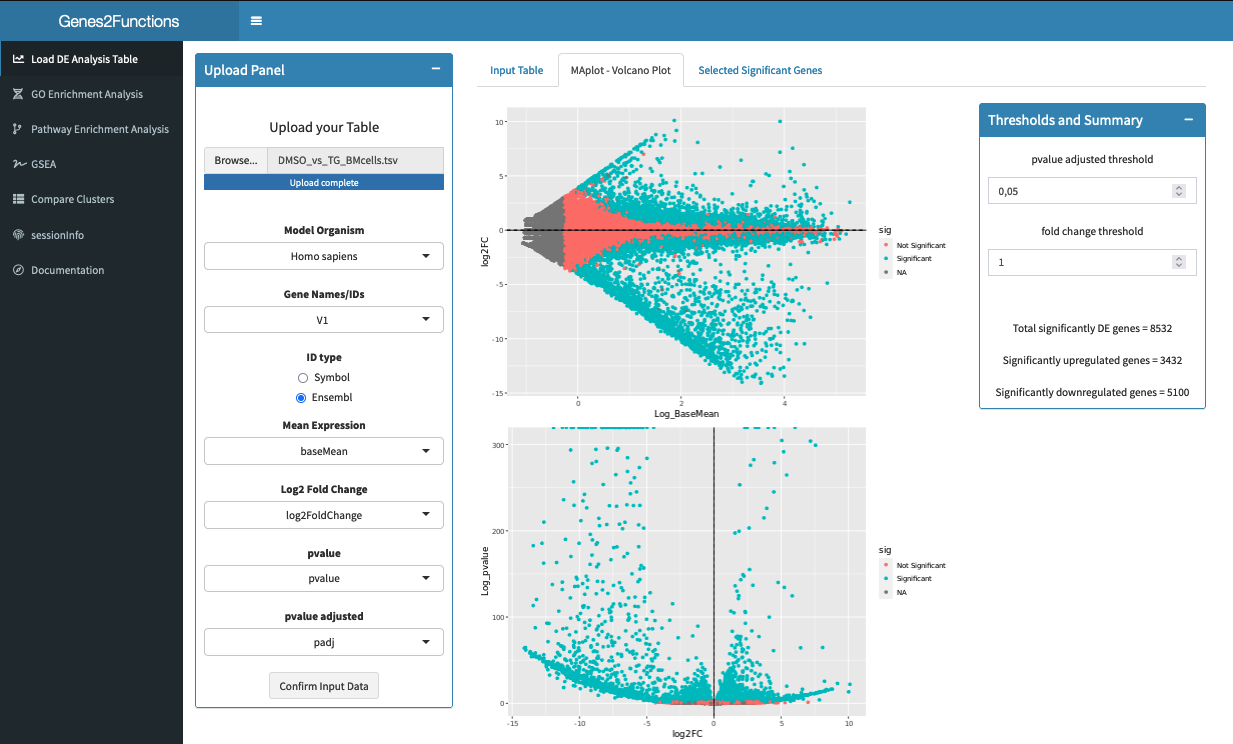 Genes2Functions
Load DE Analysis Table
GO Enrichment Analysis
Pathway Enrichment Analysis
GSEA
Compare Clusters
sessionInfo
Documentation
Upload Panel
Upload your Table
Browse... DMSO_vs_TG_BMcells.tsv
Upload complete
Model Organism
Homo sapiens
Gene Names/IDs
V1
ID type
Symbol
Ensembl
Mean Expression
baseMean
Log2 Fold Change
log2FoldChange
pvalue
pvalue
pvalue adjusted
padj
Confirm Input Data
Input Table MAplot - Volcano Plot Selected Significant Genes
10
5
0
-5
-10
-15
log2FC
0 2 4
Log_BaseMean
sig
Not Significant
Significant
NA
300
200
100
0
Log_pvalue
-15 -10 -5 0 5 10
log2FC
sig
Not Significant
Significant
NA
Thresholds and Summary
pvalue adjusted threshold
0,05
fold change threshold
1
Total significantly DE genes = 8532
Significantly upregulated genes = 3432
Significantly downregulated genes = 5100